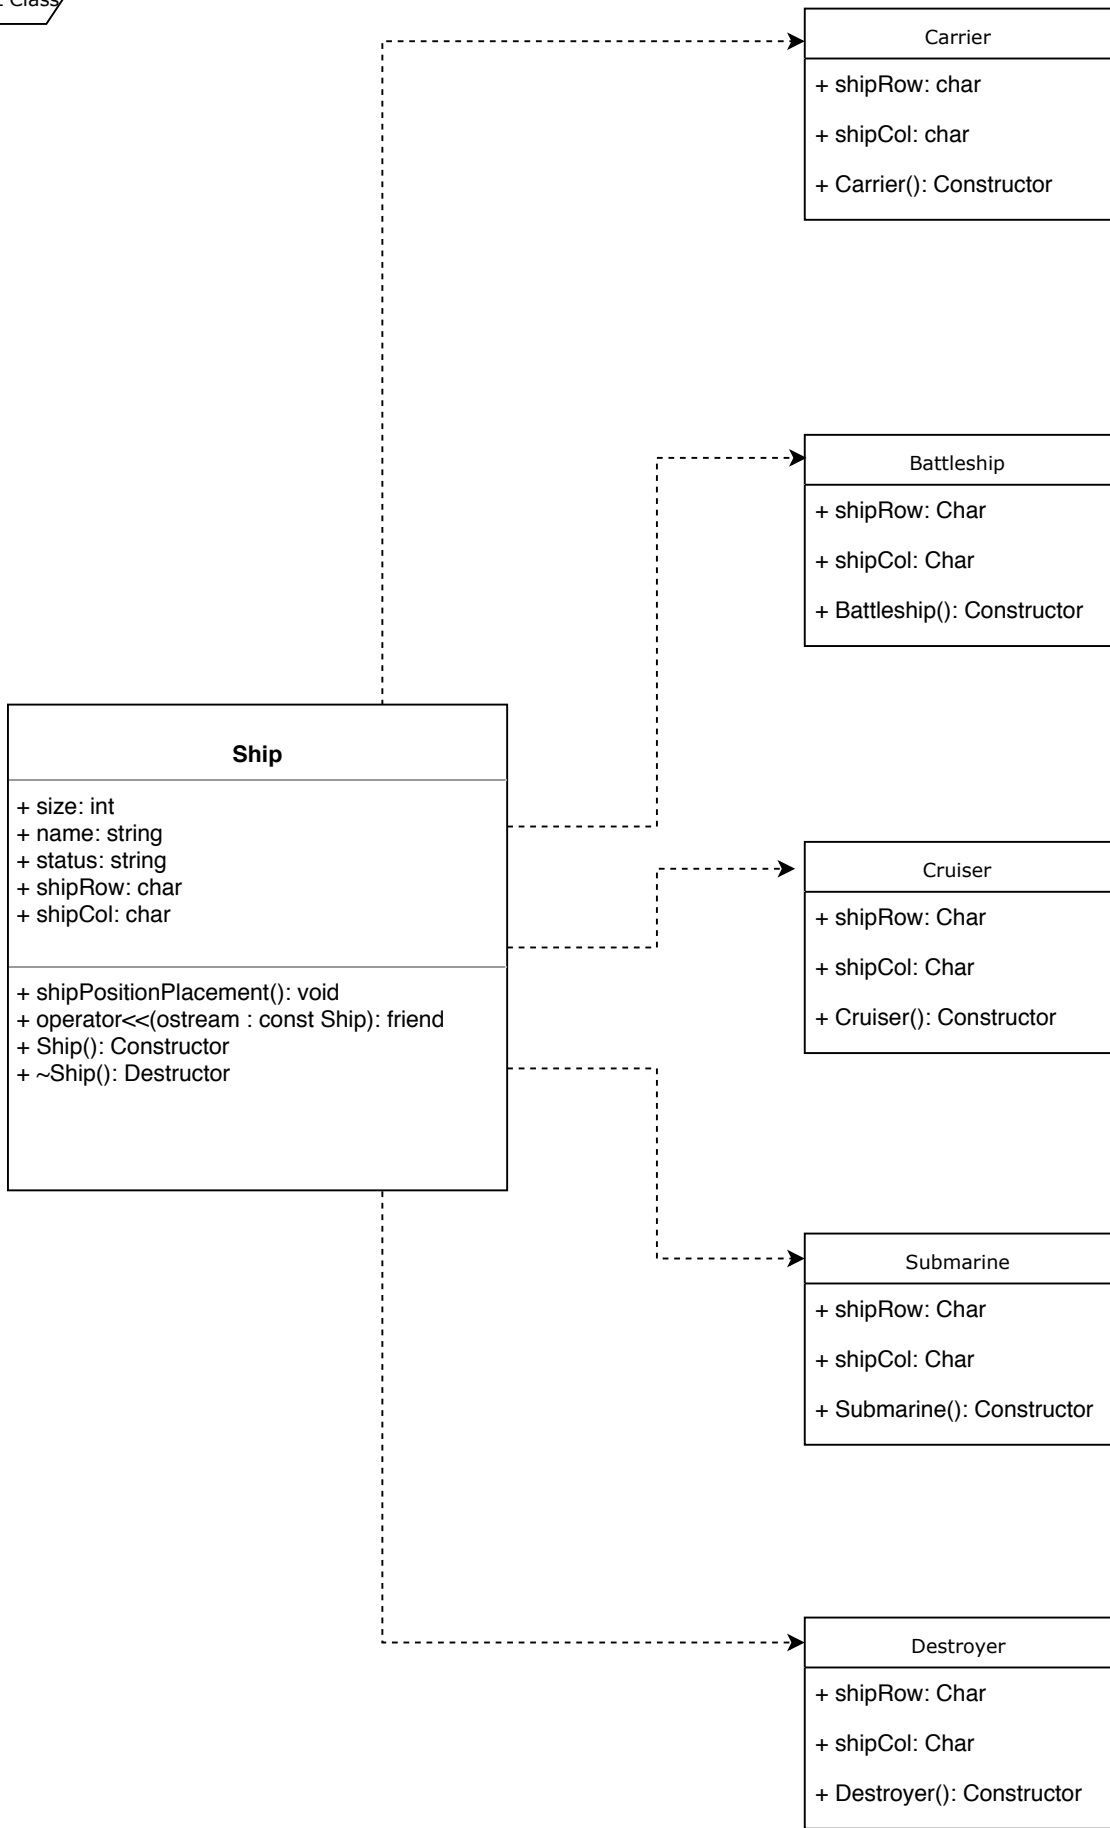 Class
Carrier
+ shipRow: char
+ shipCol: char
+ Carrier(): Constructor
Battleship
+ shipRow: Char
+ shipCol: Char
+ Battleship(): Constructor
Ship
+ size: int
+ name: string
+ status: string
+ shipRow: char
+ shipCol: char
+ shipPositionPlacement(): void
+ operator<<(ostream : const Ship): friend
+ Ship(): Constructor
+ ~Ship(): Destructor
Cruiser
+ shipRow: Char
+ shipCol: Char
+ Cruiser(): Constructor
Submarine
+ shipRow: Char
+ shipCol: Char
+ Submarine(): Constructor
Destroyer
+ shipRow: Char
+ shipCol: Char
+ Destroyer(): Constructor